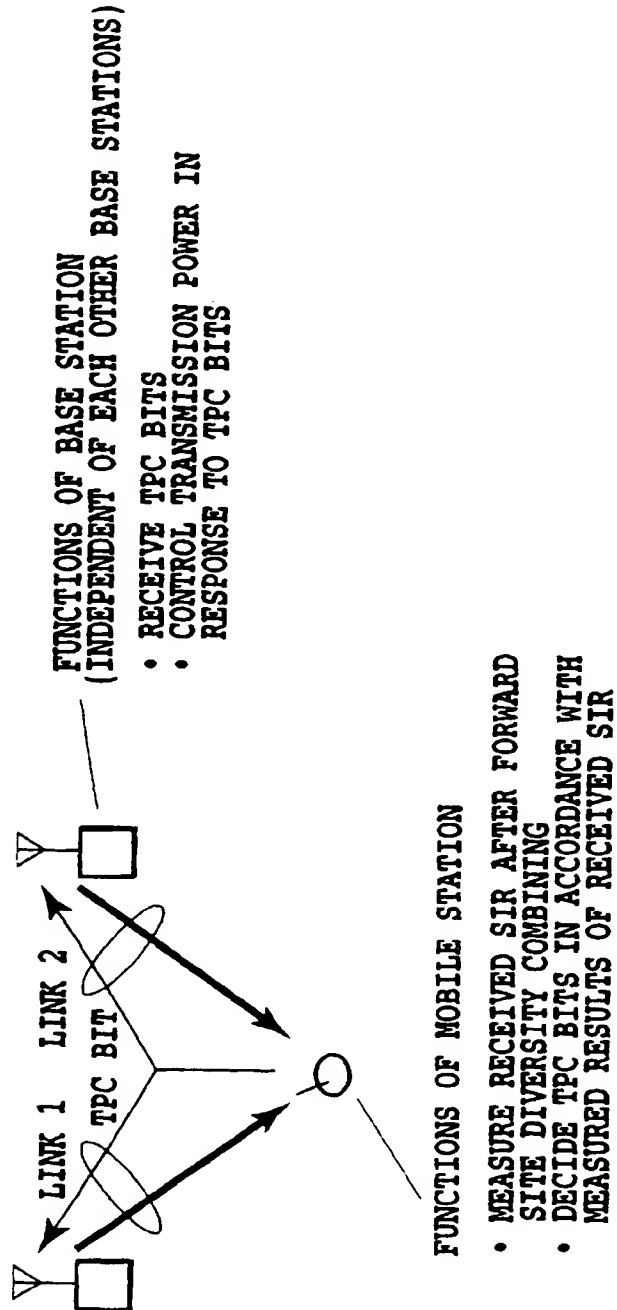 LINK 1 LINK 2
TPC BIT
FUNCTIONS OF BASE STATION
(INDEPENDENT OF EACH OTHER BASE STATIONS)
• RECEIVE TPC BITS
• CONTROL TRANSMISSION POWER IN
RESPONSE TO TPC BITS
FUNCTIONS OF MOBILE STATION
• MEASURE RECEIVED SIR AFTER FORWARD
SITE DIVERSITY COMBINING
• DECIDE TPC BITS IN ACCORDANCE WITH
MEASURED RESULTS OF RECEIVED SIR